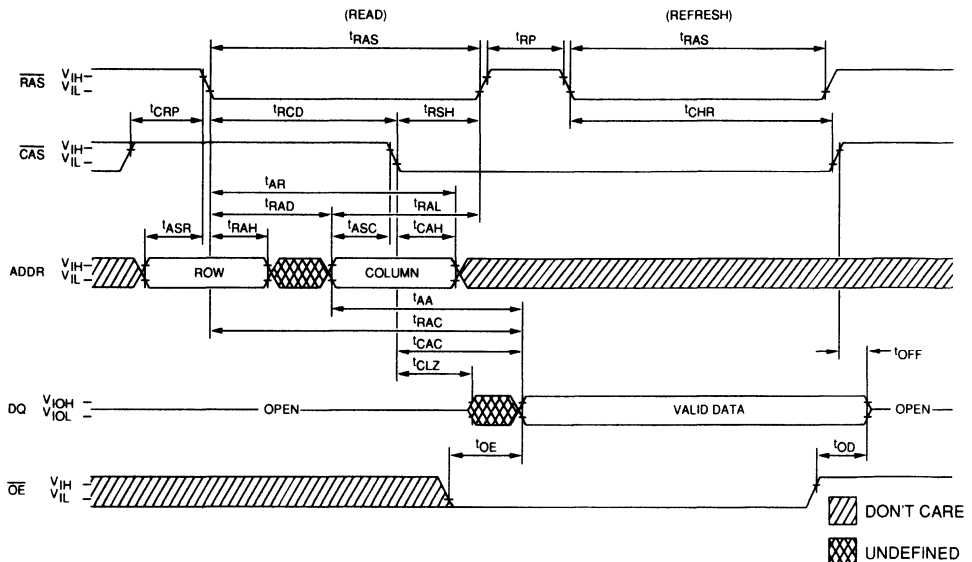 (READ) (REFRESH)
tRAS tRP tRAS
RAS VIH
VIL
tCRP tRCD tRSH tCHR
CAS VIH
VIL
tAR
tRAD tRAL
tASR tRAH tASC tCAH
ADDR VIH
VIL
ROW COLUMN
tAA
tRAC
tCAC
tCLZ tOFF
DQ VIOH
VIOL
OPEN VALID DATA OPEN
tOE tOD
OE VIH
VIL
DON'T CARE
UNDEFINED